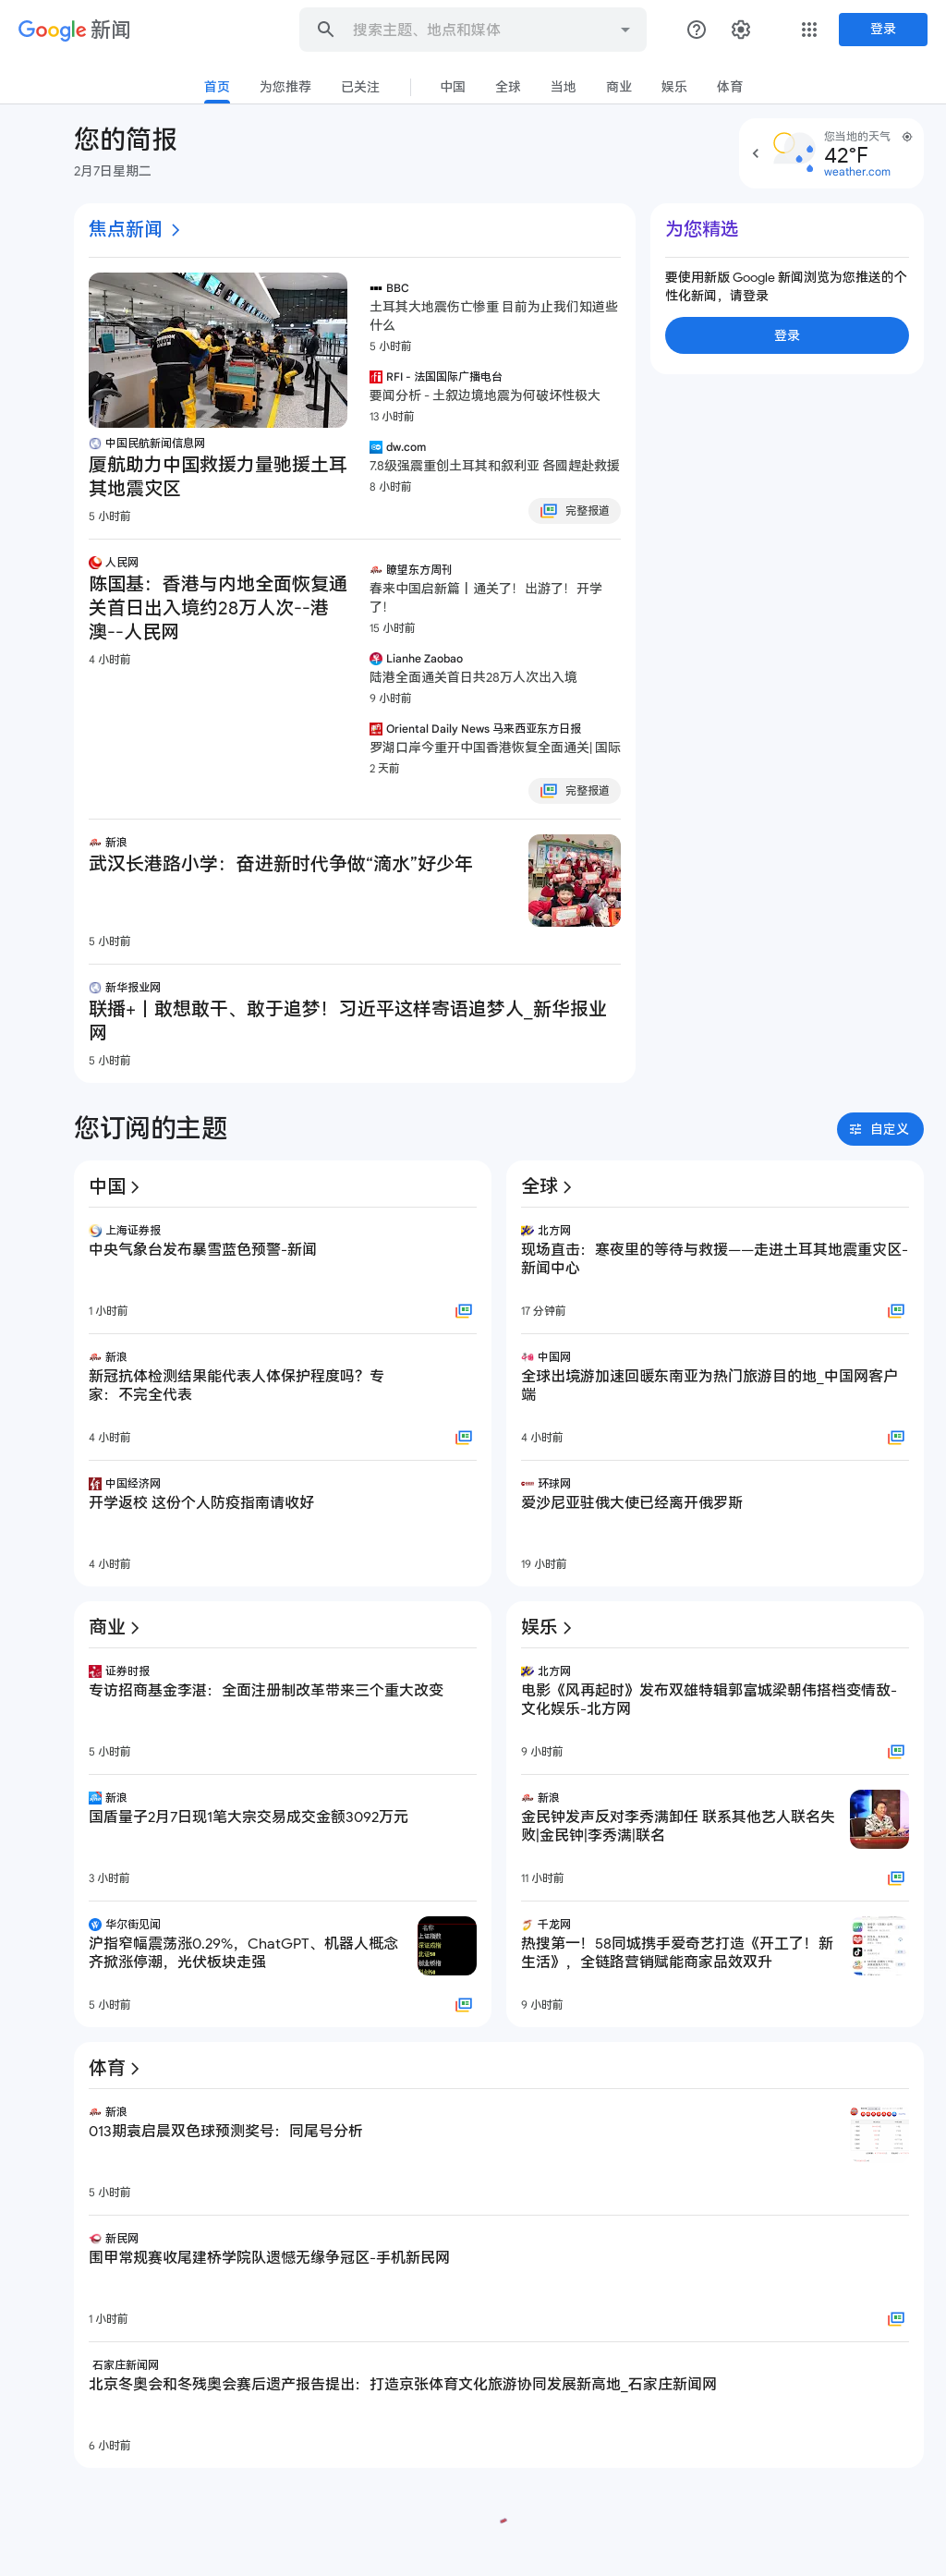 Google 新闻
搜索主题、地点和媒体
登录
首页
为您推荐
已关注
中国
全球
当地
商业
娱乐
体育
您的简报
2月7日星期二
您当地的天气
42°F
weather.com
焦点新闻
中国民航新闻信息网
厦航助力中国救援力量驰援土耳
其地震灾区
5 小时前
BBC
土耳其大地震伤亡惨重 目前为止我们知道些
什么
5 小时前
RFI - 法国国际广播电台
要闻分析 - 土叙边境地震为何破坏性极大
13 小时前
dw.com
7.8级强震重创土耳其和叙利亚 各國趕赴救援
8 小时前
完整报道
人民网
陈国基：香港与内地全面恢复通
关首日出入境约28万人次--港
澳--人民网
4 小时前
瞭望东方周刊
春来中国启新篇丨通关了！出游了！开学
了！
15 小时前
Lianhe Zaobao
陆港全面通关首日共28万人次出入境
9 小时前
Oriental Daily News 马来西亚东方日报
罗湖口岸今重开中国香港恢复全面通关| 国际
2 天前
完整报道
新浪
武汉长港路小学：奋进新时代争做“滴水”好少年
5 小时前
新华报业网
联播+丨敢想敢干、敢于追梦！习近平这样寄语追梦人_新华报业
网
5 小时前
为您精选
要使用新版 Google 新闻浏览为您推送的个
性化新闻，请登录
登录
您订阅的主题
自定义
中国
上海证券报
中央气象台发布暴雪蓝色预警-新闻
1 小时前
新浪
新冠抗体检测结果能代表人体保护程度吗？专
家：不完全代表
4 小时前
中国经济网
开学返校 这份个人防疫指南请收好
4 小时前
全球
北方网
现场直击：寒夜里的等待与救援——走进土耳其地震重灾区-
新闻中心
17 分钟前
中国网
全球出境游加速回暖东南亚为热门旅游目的地_中国网客户
端
4 小时前
环球网
爱沙尼亚驻俄大使已经离开俄罗斯
19 小时前
商业
证券时报
专访招商基金李湛：全面注册制改革带来三个重大改变
5 小时前
新浪
国盾量子2月7日现1笔大宗交易成交金额3092万元
3 小时前
华尔街见闻
沪指窄幅震荡涨0.29%，ChatGPT、机器人概念
齐掀涨停潮，光伏板块走强
5 小时前
娱乐
北方网
电影《风再起时》发布双雄特辑郭富城梁朝伟搭档变情敌-
文化娱乐-北方网
9 小时前
新浪
金民钟发声反对李秀满卸任 联系其他艺人联名失
败|金民钟|李秀满|联名
11 小时前
千龙网
热搜第一！58同城携手爱奇艺打造《开工了！新
生活》，全链路营销赋能商家品效双升
9 小时前
体育
新浪
013期袁启晨双色球预测奖号：同尾号分析
5 小时前
新民网
围甲常规赛收尾建桥学院队遗憾无缘争冠区-手机新民网
1 小时前
石家庄新闻网
北京冬奥会和冬残奥会赛后遗产报告提出：打造京张体育文化旅游协同发展新高地_石家庄新闻网
6 小时前